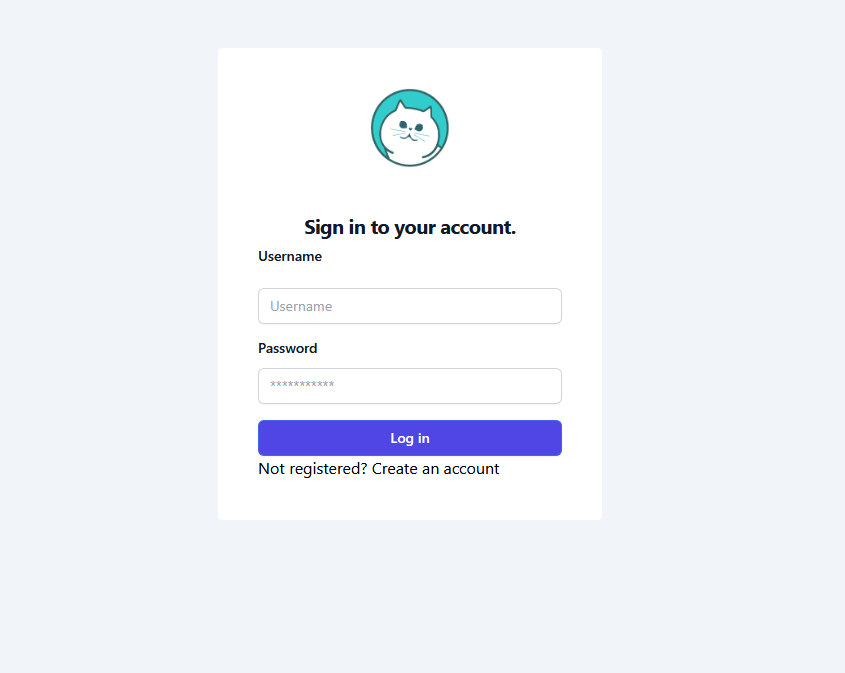 Sign in to your account.
Username
Username
Password
***********
Log in
Not registered? Create an account